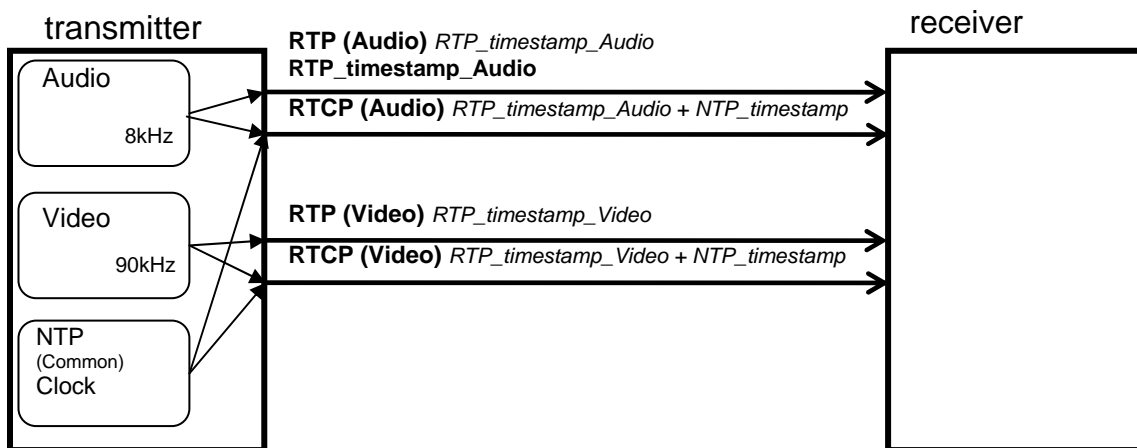 transmitter
receiver
Audio
8kHz
RTP (Audio) RTP_timestamp_Audio
RTP_timestamp_Audio
RTCP (Audio) RTP_timestamp_Audio + NTP_timestamp
Video
90kHz
RTP (Video) RTP_timestamp_Video
RTCP (Video) RTP_timestamp_Video + NTP_timestamp
NTP
(Common)
Clock